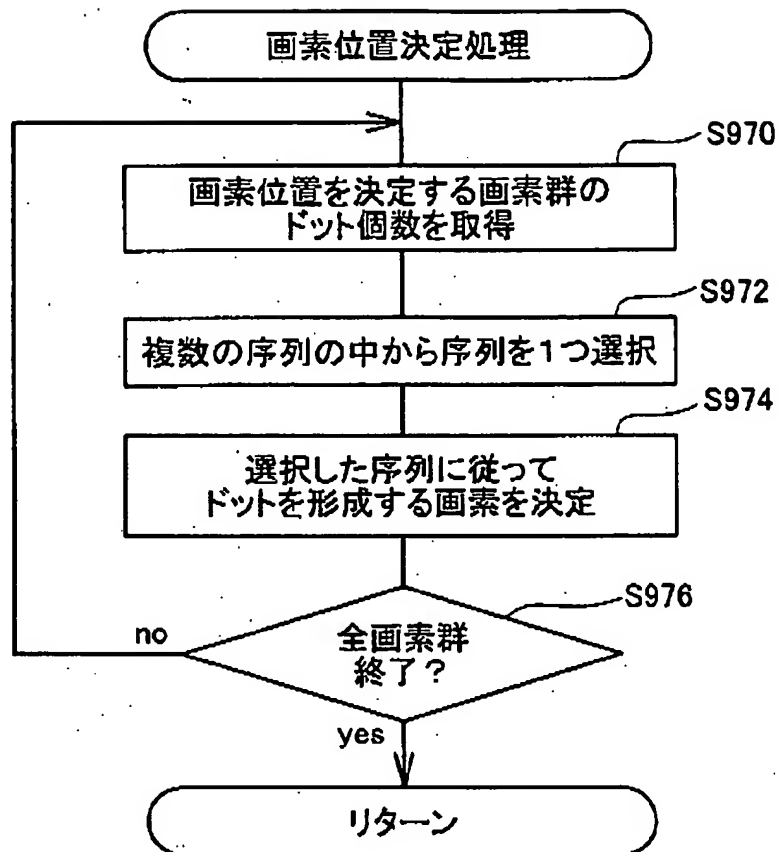 画素位置決定処理
S970
画素位置を決定する画素群の
ドット個数を取得
S972
複数の序列の中から序列を1つ選択
S974
選択した序列に従って
ドットを形成する画素を決定
S976
no
全画素群
終了?
yes
リターン